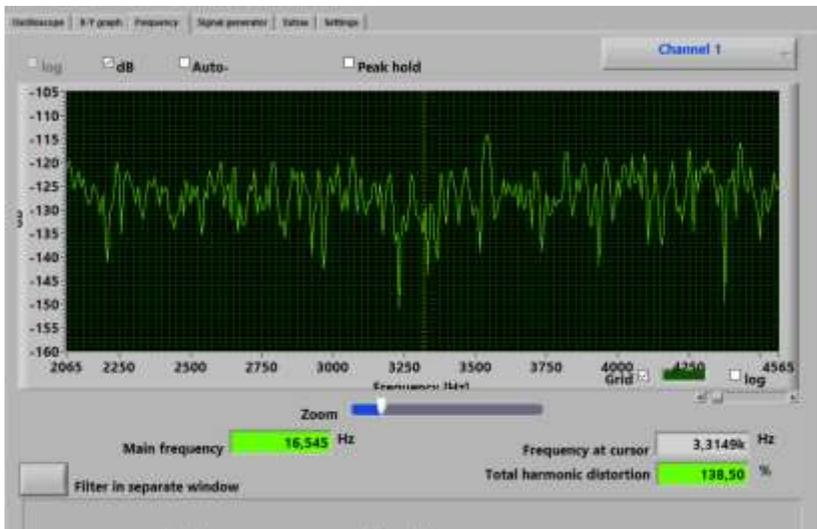 Oscilloscope X-Y graph Frequency Signal generator Extras Settings
Channel 1
log dB Auto- Peak hold
-105
-110
-115
-120
-125
-130
-135
-140
-145
-150
-155
-160
2065 2250 2500 2750 3000 3250 3500 3750 4000 4250 4565
Grid log
Frequency [Hz]
Zoom
Main frequency 16,545 Hz
Frequency at cursor 3,3149k Hz
Total harmonic distortion 138,50 %
Filter in separate window